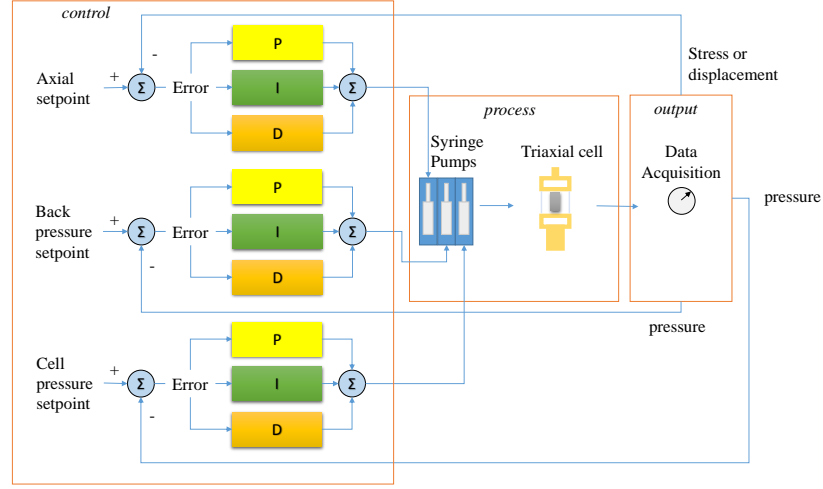 control
Axial
setpoint
+
-
Σ
Error
P
I
D
Σ
Back
pressure
setpoint
+
-
Σ
Error
P
I
D
Σ
Cell
pressure
setpoint
+
-
Σ
Error
P
I
D
Σ
process
Syringe
Pumps
Triaxial cell
Stress or
displacement
output
Data
Acquisition
pressure
pressure